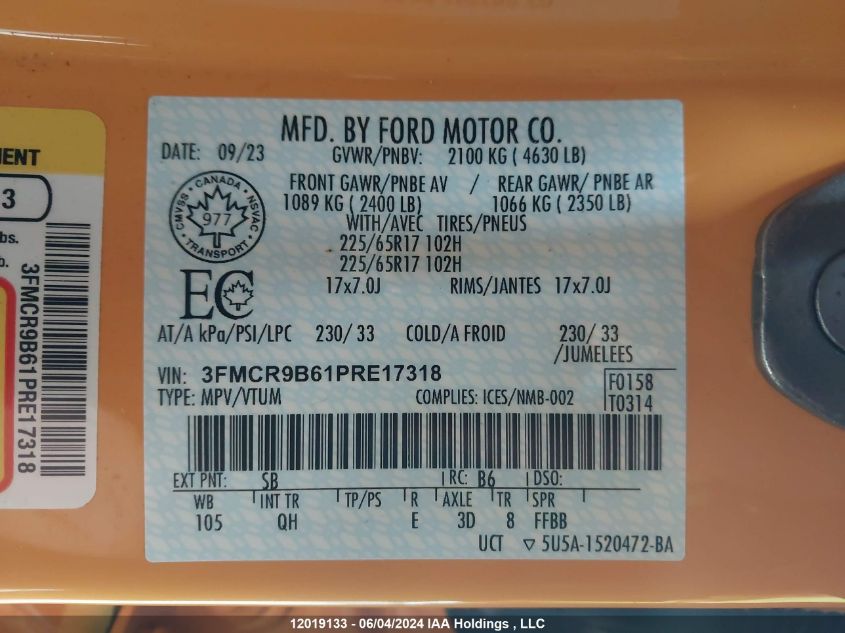 MFD. BY FORD MOTOR CO.
DATE: 09/23 GVWR/PNBV: 2100 KG ( 4630 LB)
FRONT GAWR/PNBE AV / REAR GAWR/ PNBE AR
1089 KG ( 2400 LB) 1066 KG ( 2350 LB)
WITH/AVEC TIRES/PNEUS
225/65R17 102H
225/65R17 102H
17x7.0J RIMS/JANTES 17x7.0J
CANADA
CMVSS NSVAC
977
TRANSPORT
EC
AT/A kPa/PSI/LPC 230/ 33 COLD/A FROID 230/ 33
/JUMELEES
VIN: 3FMCR9B61PRE17318 F0158
TYPE: MPV/VTUM COMPLIES: ICES/NMB-002 T0314
EXT PNT: SB RC: B6 DSO:
WB INT TR TP/PS R AXLE TR SPR
105 QH E 3D 8 FFBB
UCT 5U5A-1520472-BA
3
lbs.
b.
3FMCR9B61PRE17318
12019133 - 06/04/2024 IAA Holdings , LLC